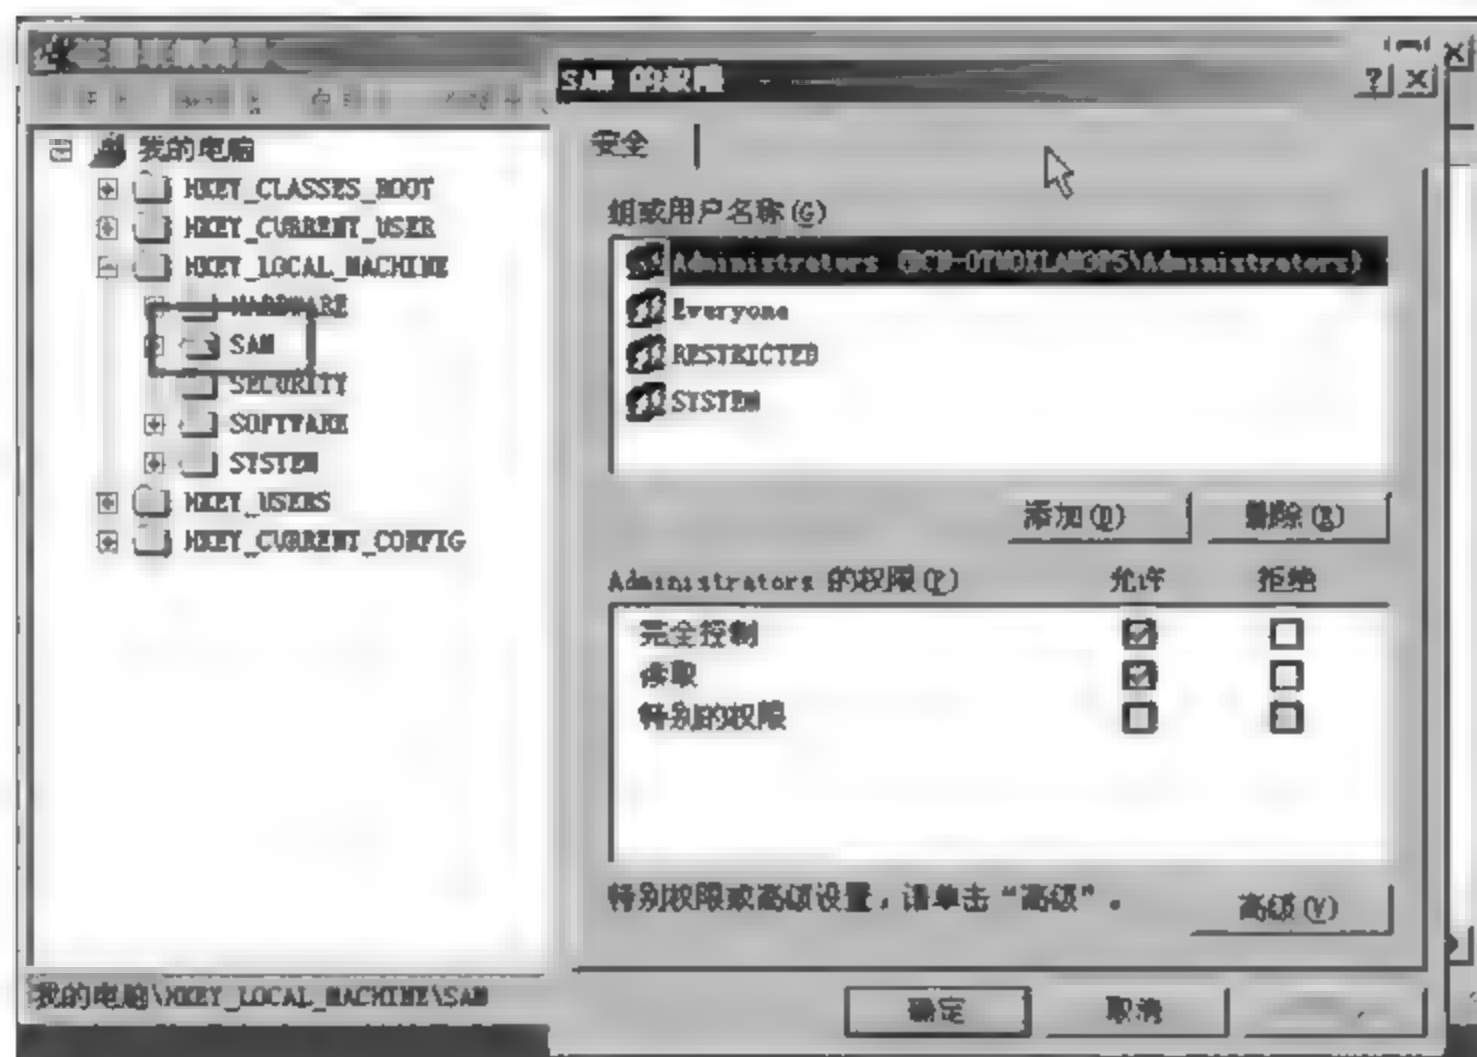 SAM 的权限
我的电脑
HKEY_CLASSES_ROOT
HKEY_CURRENT_USER
HKEY_LOCAL_MACHINE
HARDWARE
SAM
SECURITY
SOFTWARE
SYSTEM
HKEY_USERS
HKEY_CURRENT_CONFIG
我的电脑\HKEY_LOCAL_MACHINE\SAM
安全
组或用户名称(G)
Administrators
\Administrators)
Everyone
RESTRICTED
SYSTEM
添加(D) 删除(R)
Administrators 的权限(P) 允许 拒绝
完全控制
读取
特别的权限
特别权限或高级设置，请单击“高级”。
高级(V)
确定 取消